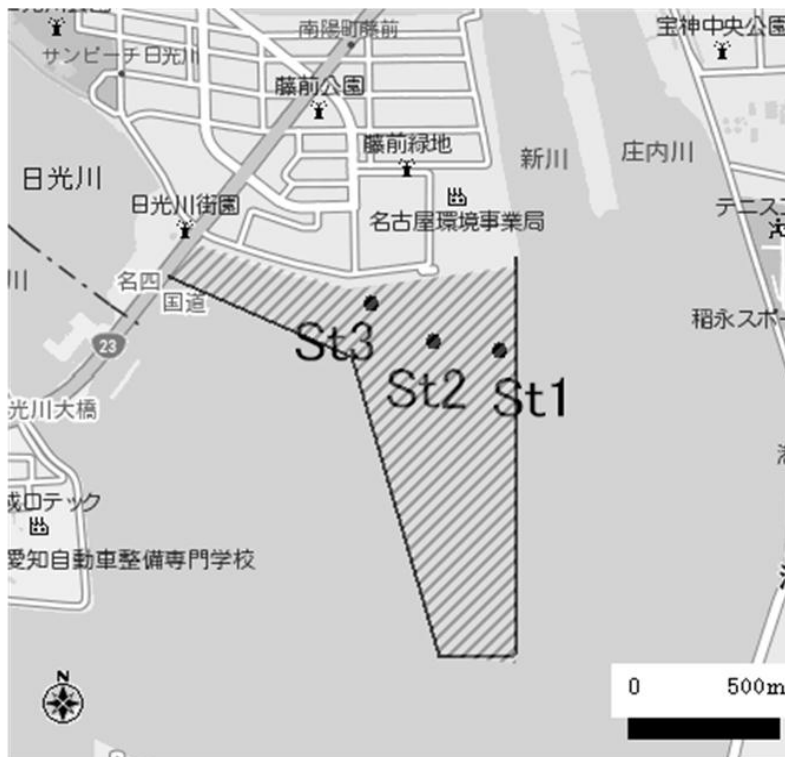 南陽町藤前
宝神中央公園
サンビーチ日光川
藤前公園
藤前緑地
新川
庄内川
日光川
日光川街園
名古屋環境事業局
テニスコ
川
名四
国道
稲永スポー
St3
23
St2
St1
光川大橋
愛知自動車整備専門学校
N
0 500m